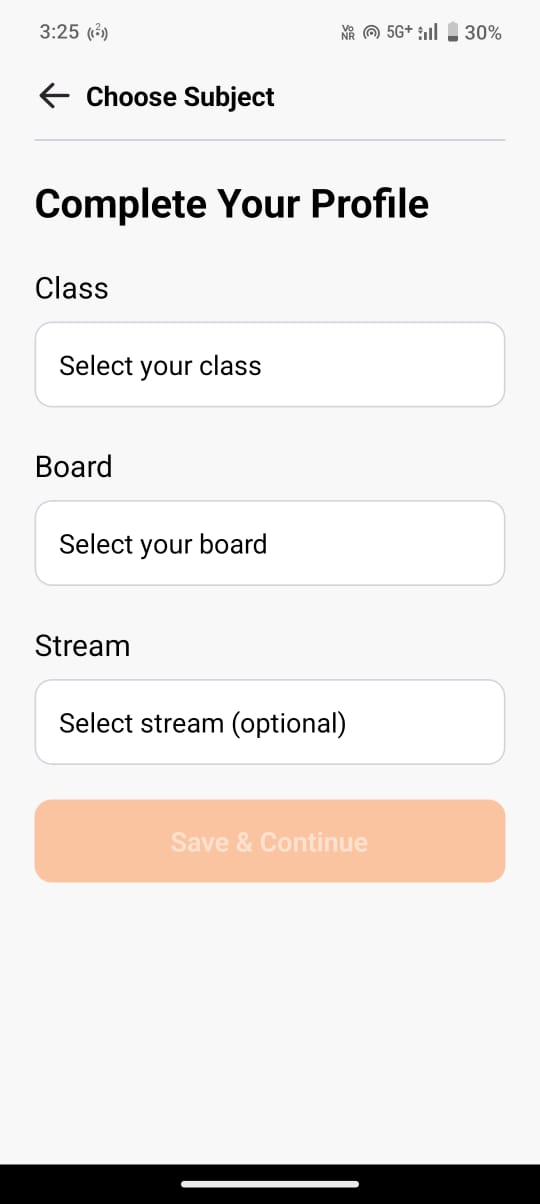 3:25
Vo NR 5G+ 30%
Choose Subject
Complete Your Profile
Class
Select your class
Board
Select your board
Stream
Select stream (optional)
Save & Continue